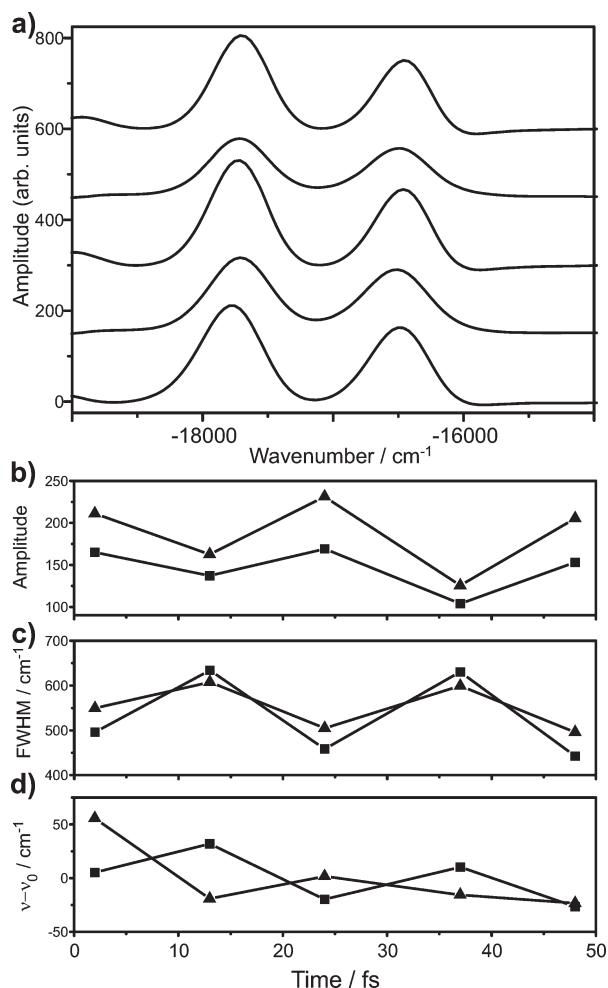 a)
Amplitude (arb. units)
800
600
400
200
0
-18000 -16000
Wavenumber / cm-1
b)
Amplitude
250
200
150
100
c)
FWHM / cm-1
700
600
500
400
d)
ν−ν0 / cm-1
50
0
-50
0 10 20 30 40 50
Time / fs